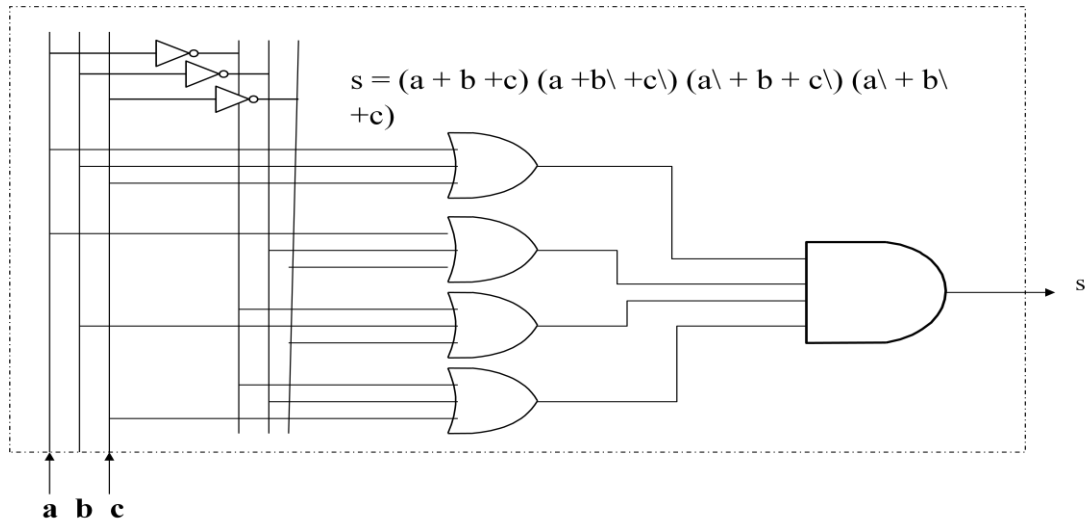 s = (a + b +c) (a +b\ +c\) (a\ + b + c\) (a\ + b\
+c)
s
a b c